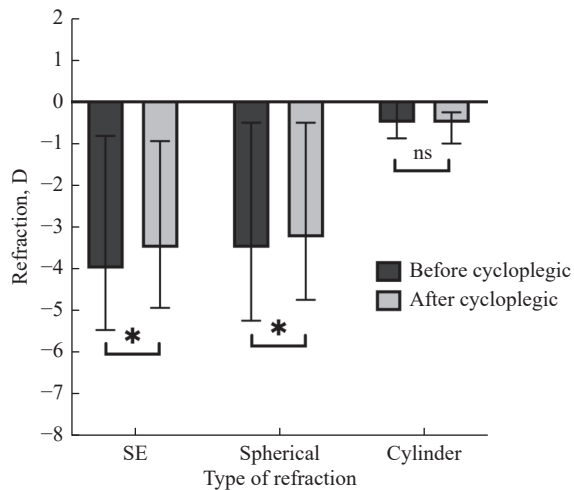 2
1
0
−1
−2
−3
−4
−5
−6
−7
−8
Refraction, D
*
*
ns
Before cycloplegic
After cycloplegic
SE Spherical Cylinder
Type of refraction